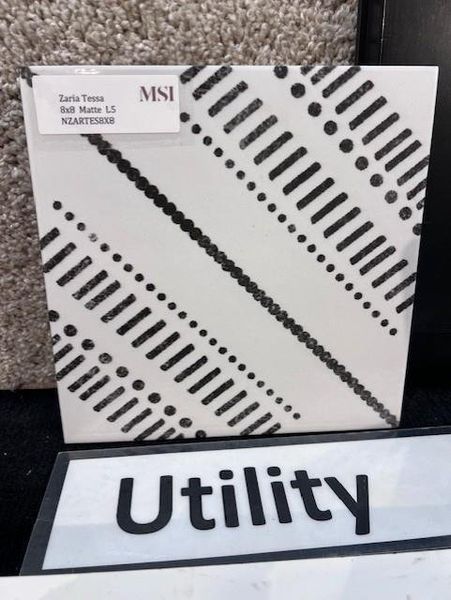 Zaria Tessa
MSI
8x8 Matte L5
NZARTES8X8
Utility